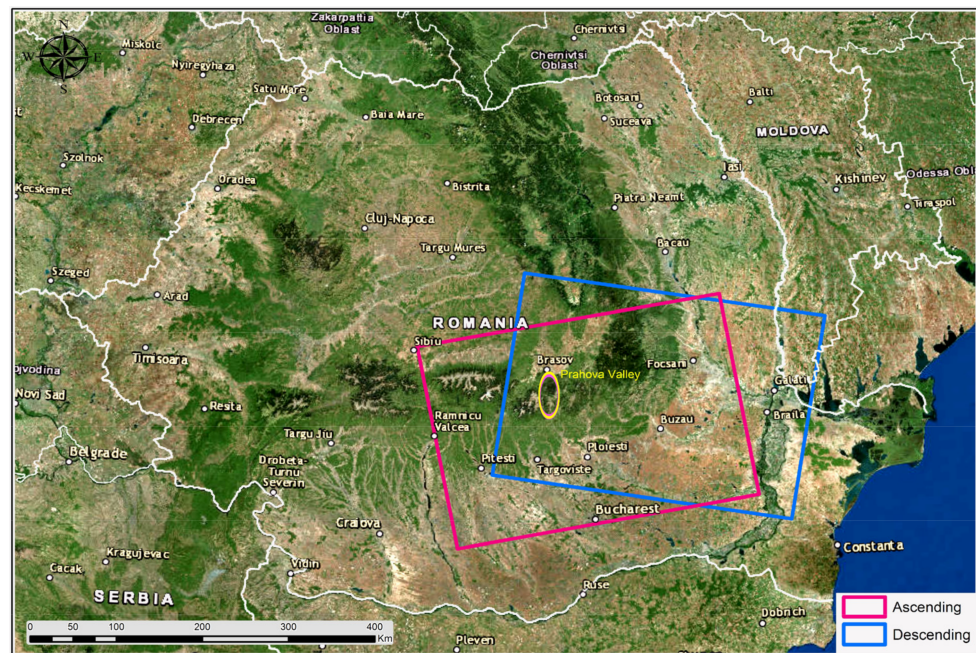 Zakarpattia
Oblast
Chernivtsi
Chernivtsi
Oblast
N
W
E
S
Miskolc
Nyiregyhaza
Satu Mare
Debrecen
Baia Mare
Botosani
Suceava
Balti
MOLDOVA
Szolnok
Kecskemet
Oradea
Bistrita
Piatra Neamt
Jasi
Kishinev
Odessa Obla
Tiraspol
Cluj-Napoca
Targu Mures
Bacau
Szeged
Arad
ROMANIA
Sibiu
Timisoara
Brasov
Prahova Valley
Focsani
ojvodina
Novi Sad
Resita
Ramnicu
Valcea
Galati
Braila
Targu Jiu
Buzau
Belgrade
Drobeta-
Turnu
Severin
Pitesti
Ploiesti
Targoviste
Craiova
Bucharest
Constanta
Kragujevac
Cacak
Vidin
SERBIA
Ruse
Dobrich
Pleven
0 50 100 200 300 400
Km
Ascending
Descending